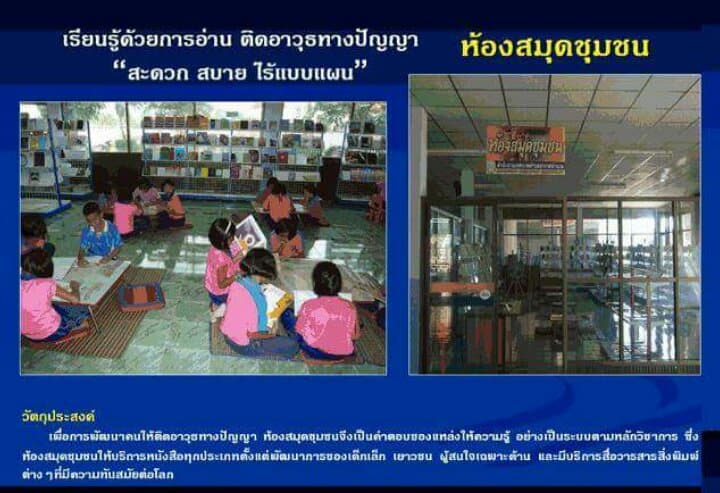 เรียนรู้ด้วยการอ่าน ติดอาวุธทางปัญญา
“สะดวก สบาย ไร้แบบแผน”
ห้องสมุดชุมชน
ห้องสมุดชุมชน
วัตถุประสงค์
เพื่อการพัฒนาคนให้ติดอาวุธทางปัญญา ห้องสมุดชุมชนจึงเป็นคำตอบของแหล่งให้ความรู้ อย่างเป็นระบบตามหลักวิชาการ ซึ่ง
ห้องสมุดชุมชนให้บริการหนังสือทุกประเภทตั้งแต่พัฒนาการของเด็กเล็ก เยาวชน ผู้สนใจเฉพาะด้าน และมีบริการสื่อวารสารสิ่งพิมพ์
ต่าง ๆที่มีความทันสมัยต่อโลก